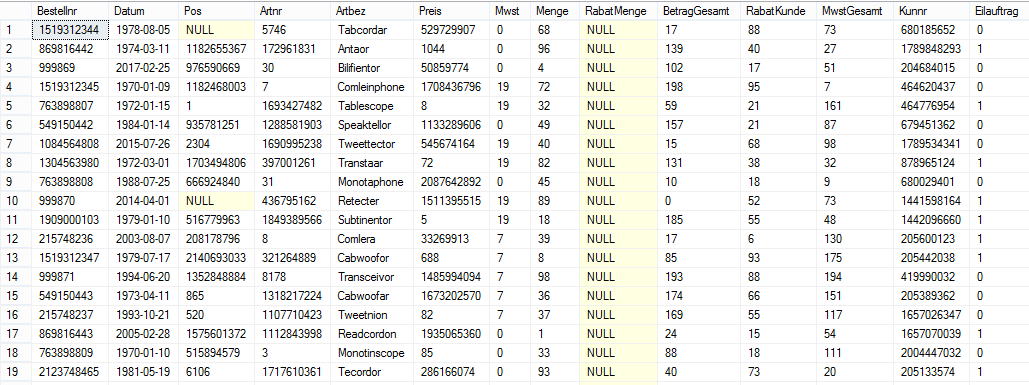 Bestellnr Datum Pos Artnr Artbez Preis Mwst Menge RabatMenge BetragGesamt RabatKunde MwstGesamt Kunnr Eilauftrag
1 1519312344 1978-08-05 NULL 5746 Tabcordar 529729907 0 68 NULL 17 88 73 680185652 0
2 869816442 1974-03-11 1182655367 172961831 Antaor 1044 0 96 NULL 139 40 27 1789848293 1
3 999869 2017-02-25 976590669 30 Bilifientor 50859774 0 4 NULL 102 17 51 204684015 0
4 1519312345 1970-01-09 1182468003 7 Comleinphone 1708436796 19 72 NULL 198 95 7 464620437 0
5 763898807 1972-01-15 1 1693427482 Tablescope 8 19 32 NULL 59 21 161 464776954 1
6 549150442 1984-01-14 935781251 1288581903 Speaktellor 1133289606 0 49 NULL 157 21 87 679451362 0
7 1084564808 2015-07-26 2304 1690995238 Tweettector 545674164 19 40 NULL 15 68 98 1789534341 0
8 1304563980 1972-03-01 1703494806 397001261 Transtaar 72 19 82 NULL 131 38 32 878965124 1
9 763898808 1988-07-25 666924840 31 Monotaphone 2087642892 0 45 NULL 10 18 9 680029401 0
10 999870 2014-04-01 NULL 436795162 Retecter 1511395515 19 89 NULL 0 52 73 1441598164 1
11 1909000103 1979-01-10 516779963 1849389566 Subtinentor 5 19 18 NULL 185 55 48 1442096660 1
12 215748236 2003-08-07 208178796 8 Comlera 33269913 7 39 NULL 17 6 130 205600123 1
13 1519312347 1979-07-17 2140693033 321264889 Cabwoofor 688 7 8 NULL 85 93 175 205442038 1
14 999871 1994-06-20 1352848884 8178 Transceivor 1485994094 7 98 NULL 193 88 194 419990032 0
15 549150443 1973-04-11 865 1318217224 Cabwoofar 1673202570 7 36 NULL 174 66 151 205389362 0
16 215748237 1993-10-21 520 1107710423 Tweetnion 82 7 37 NULL 169 55 117 1657026347 0
17 869816443 2005-02-28 1575601372 1112843998 Readcordon 1935065360 0 1 NULL 24 15 54 1657070039 1
18 763898809 1970-01-10 515894579 3 Monotinscope 85 0 33 NULL 88 18 111 2004447032 0
19 2123748465 1981-05-19 6106 1717610361 Tecordor 286166074 0 93 NULL 40 73 20 205133574 1